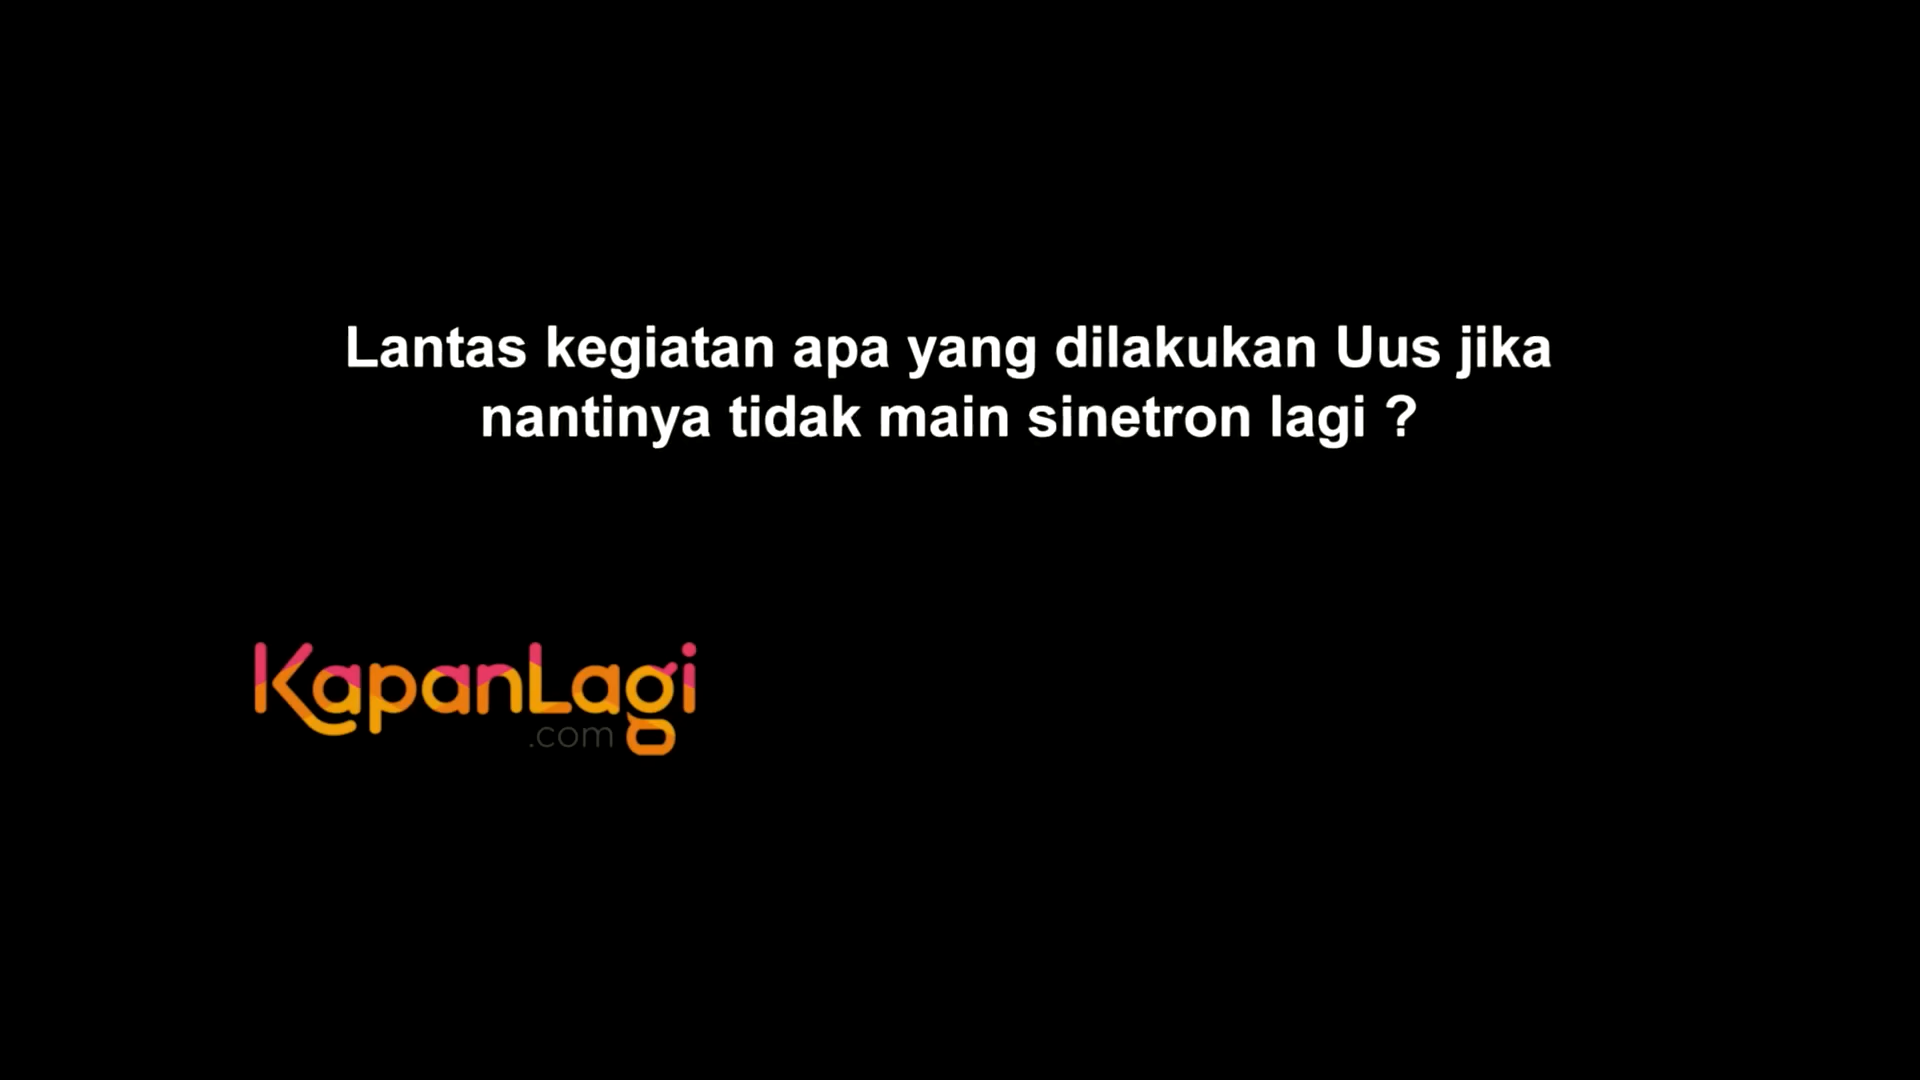 Lantas kegiatan apa yang dilakukan Uus jika
nantinya tidak main sinetron lagi ?
KapanLagi
.com